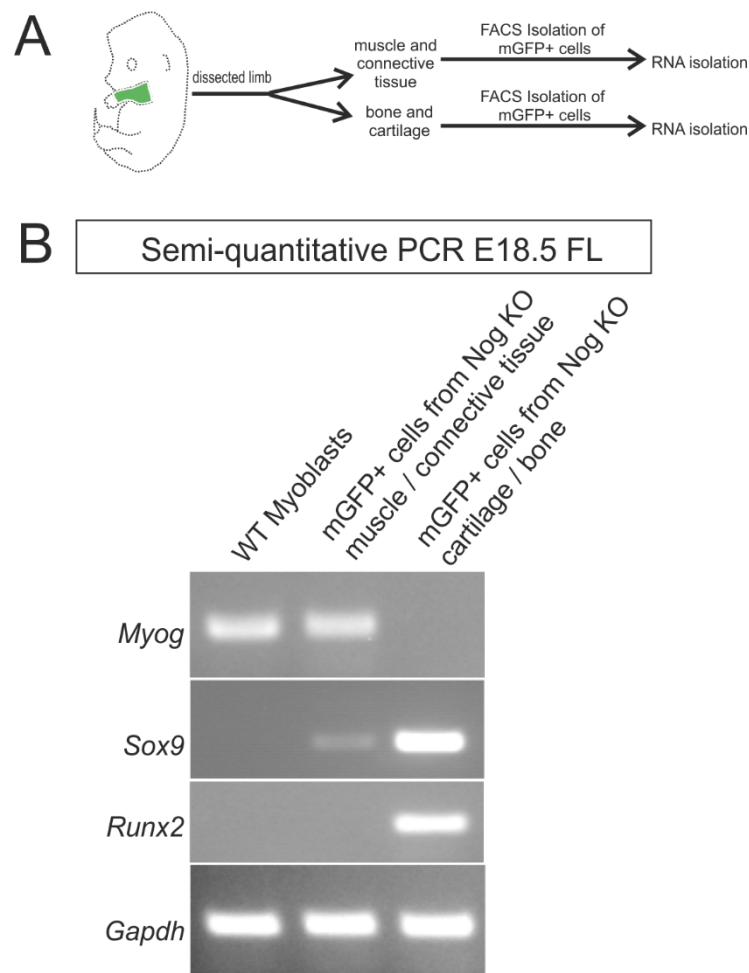 A
dissected limb
muscle and
connective
tissue
FACS Isolation of
mGFP+ cells
RNA isolation
bone and
cartilage
FACS Isolation of
mGFP+ cells
RNA isolation
B
Semi-quantitative PCR E18.5 FL
WT Myoblasts
mGFP+ cells from Nog KO
muscle / connective tissue
mGFP+ cells from Nog KO
cartilage / bone
Myog
Sox9
Runx2
Gapdh